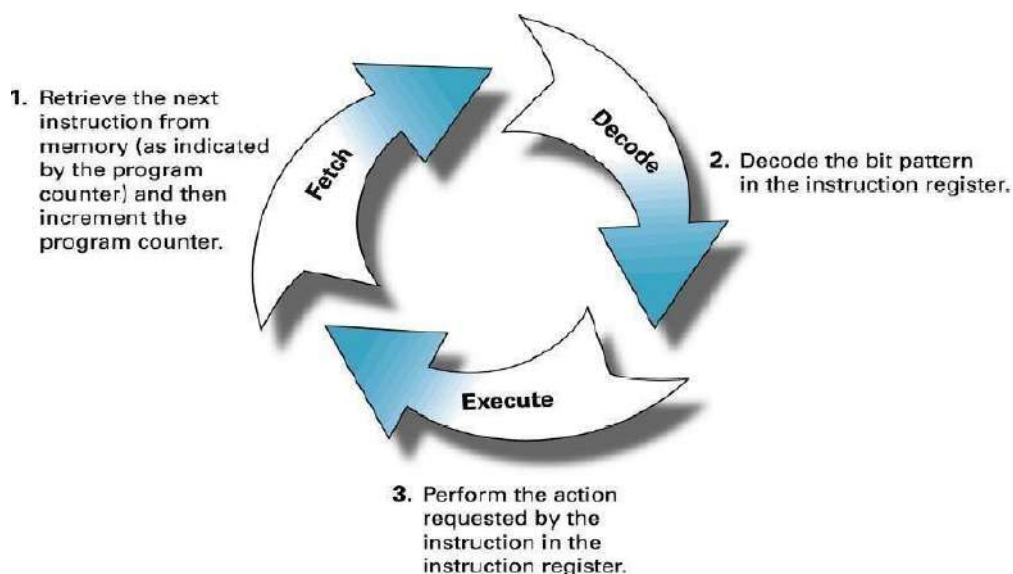 1. Retrieve the next
instruction from
memory (as indicated
by the program
counter) and then
increment the
program counter.
Fetch
Decode
2. Decode the bit pattern
in the instruction register.
Execute
3. Perform the action
requested by the
instruction in the
instruction register.